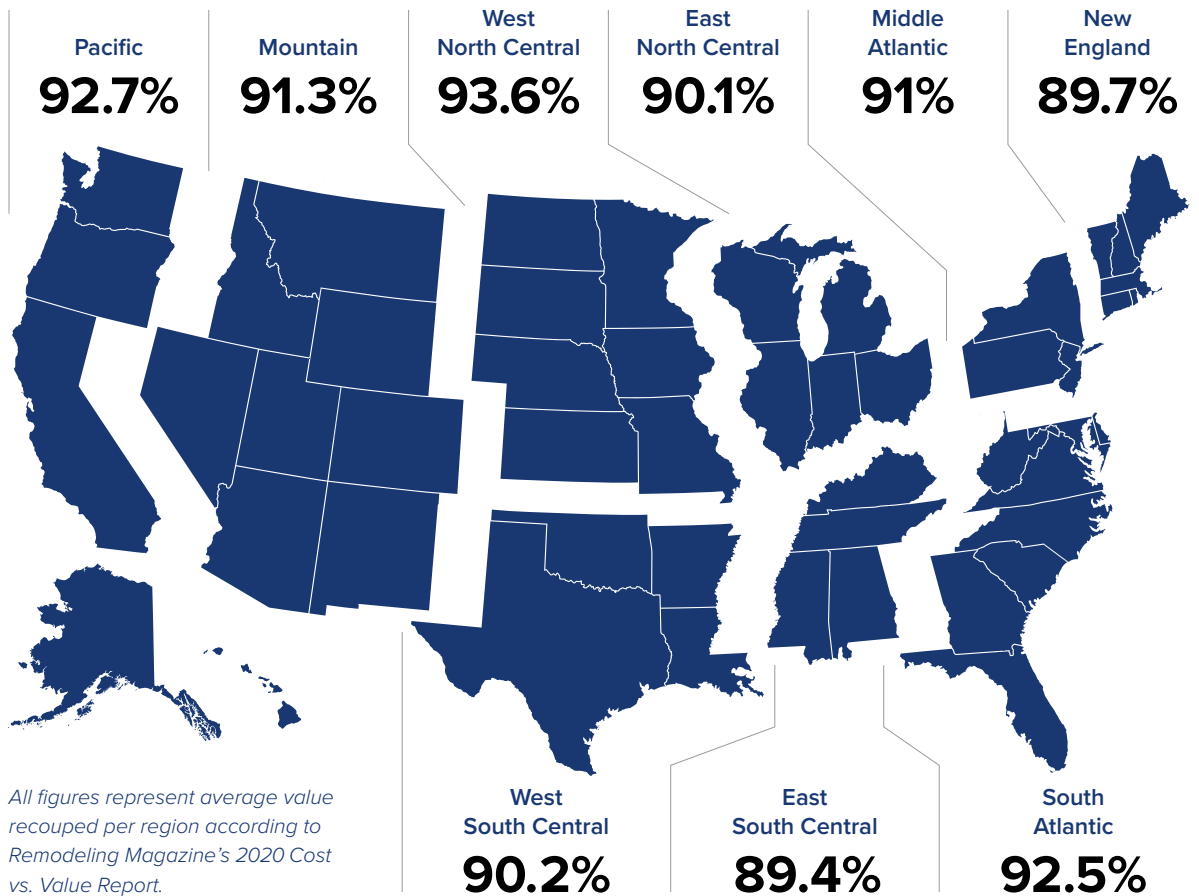 Pacific
92.7%
Mountain
91.3%
West
North Central
93.6%
East
North Central
90.1%
Middle
Atlantic
91%
New
England
89.7%
All figures represent average value
recouped per region according to
Remodeling Magazine’s 2020 Cost
vs. Value Report.
West
South Central
90.2%
East
South Central
89.4%
South
Atlantic
92.5%